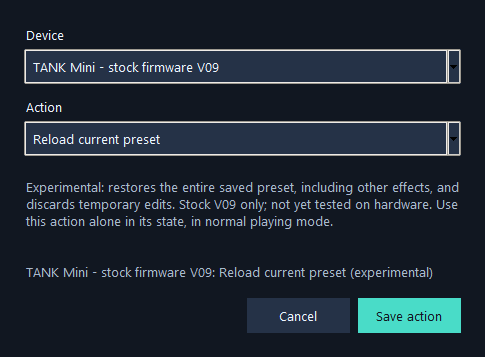 Device
TANK Mini - stock firmware V09
Action
Reload current preset
Experimental: restores the entire saved preset, including other effects, and
discards temporary edits. Stock V09 only; not yet tested on hardware. Use
this action alone in its state, in normal playing mode.
TANK Mini - stock firmware V09: Reload current preset (experimental)
Cancel
Save action